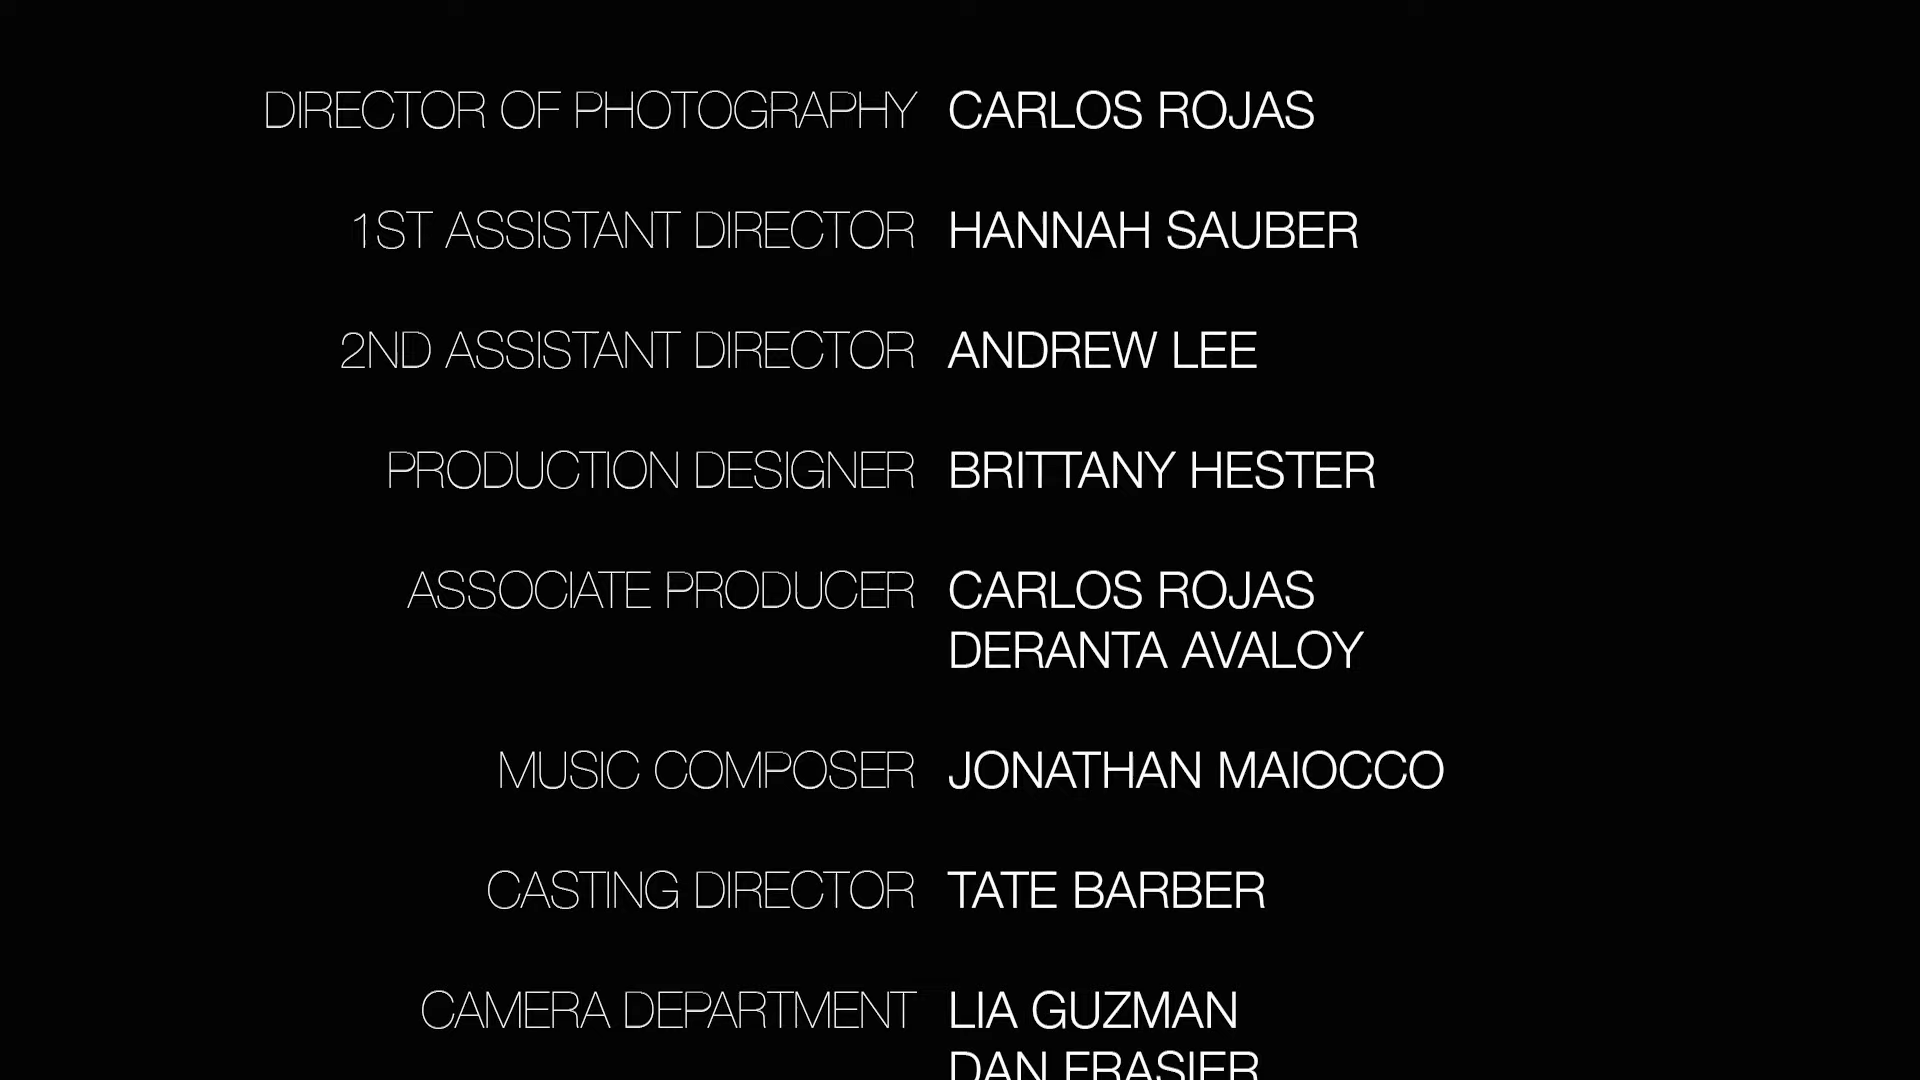 DIRECTOR OF PHOTOGRAPHY CARLOS ROJAS
1ST ASSISTANT DIRECTOR HANNAH SAUBER
2ND ASSISTANT DIRECTOR ANDREW LEE
PRODUCTION DESIGNER BRITTANY HESTER
ASSOCIATE PRODUCER CARLOS ROJAS
DERANTA AVALOY
MUSIC COMPOSER JONATHAN MAIOCCO
CASTING DIRECTOR TATE BARBER
CAMERA DEPARTMENT LIA GUZMAN
DAN FRASIER